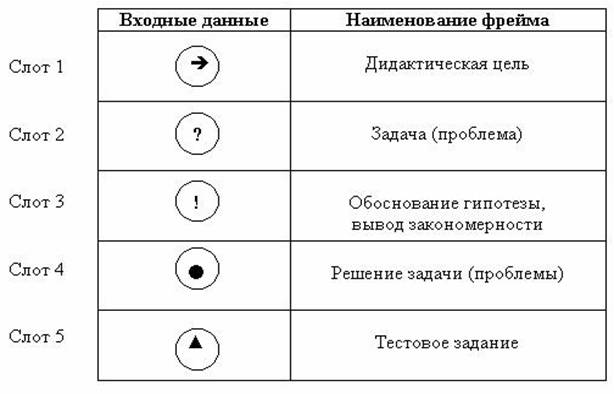 Входные данные
Наименование фрейма
Слот 1
Дидактическая цель
Слот 2
?
Задача (проблема)
Слот 3
!
Обоснование гипотезы,
вывод закономерности
Слот 4
Решение задачи (проблемы)
Слот 5
Тестовое задание